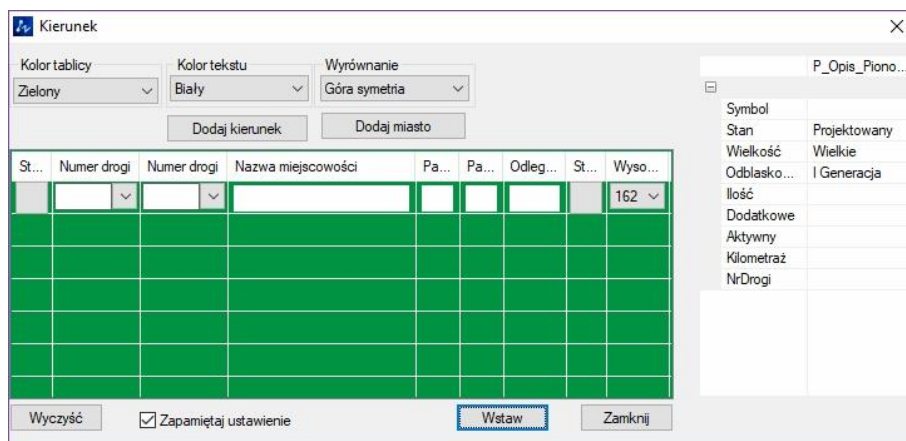 Kierunek
Kolor tablicy Kolor tekstu Wyrównanie
Zielony Biały Góra symetria
Dodaj kierunek Dodaj miasto
St... Numer drogi Numer drogi Nazwa miejscowości Pa... Pa... Odleg... St... Wyso...
162
Wyczyść Zapamiętaj ustawienie Wstaw Zamknij
P_Opis_Piono...
Symbol
Stan Projektowany
Wielkość Wielkie
Odblasko... I Generacja
Ilość
Dodatkowe
Aktywny
Kilometraż
NrDrogi